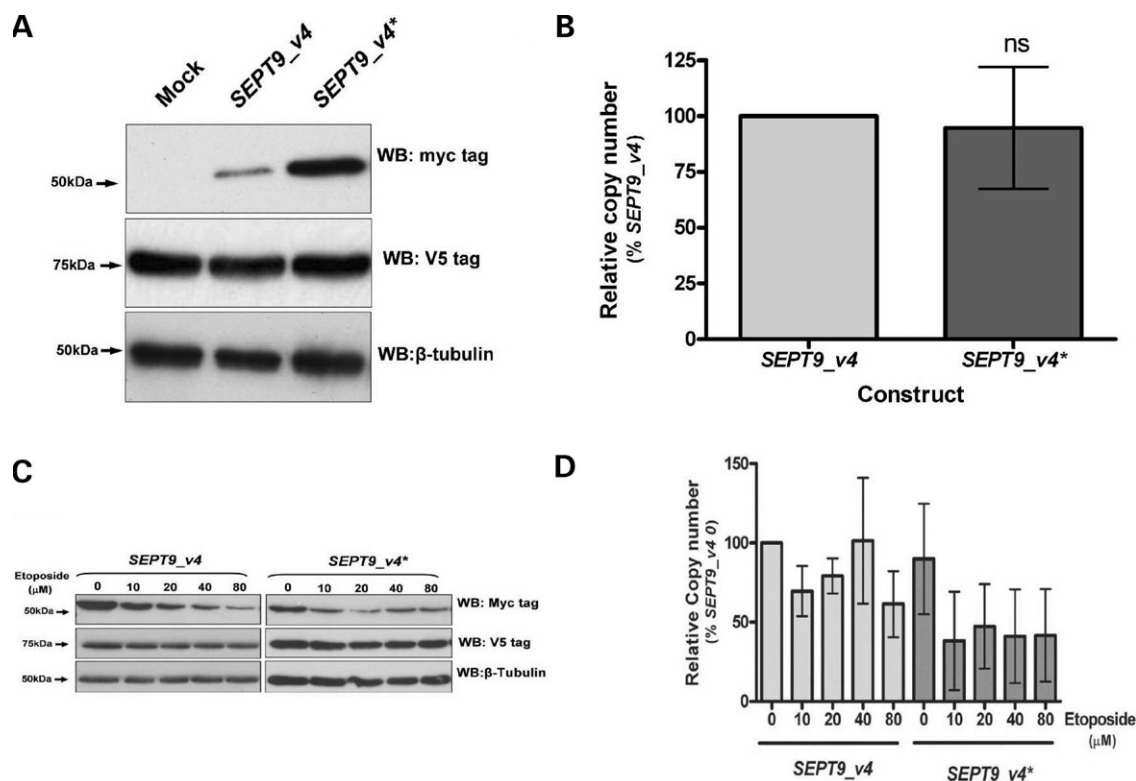 A
Mock
SEPT9_v4
SEPT9_v4*
50kDa
WB: myc tag
75kDa
WB: V5 tag
50kDa
WB:β-tubulin
B
Relative copy number
(% SEPT9_v4)
125
100
75
50
25
0
ns
SEPT9_v4
SEPT9_v4*
Construct
C
SEPT9_v4
SEPT9_v4*
Etoposide
(μM)
0 10 20 40 80
0 10 20 40 80
50kDa
WB: Myc tag
75kDa
WB: V5 tag
50kDa
WB:β-Tubulin
D
Relative Copy number
(% SEPT9_v4 0)
150
100
50
0
0 10 20 40 80 0 10 20 40 80 Etoposide
(μM)
SEPT9_v4
SEPT9_v4*